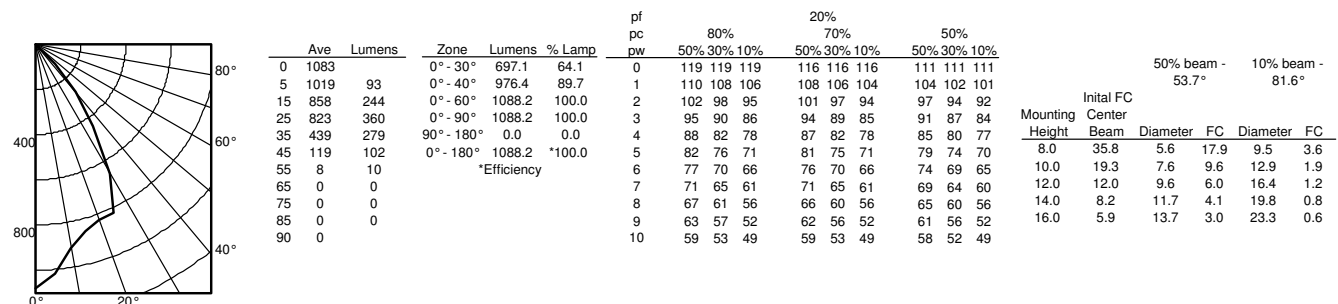 80°
60°
40°
20°
0°
400
800
Ave Lumens
0 1083
5 1019 93
15 858 244
25 823 360
35 439 279
45 119 102
55 8 10
65 0 0
75 0 0
85 0 0
90 0
Zone Lumens % Lamp
0° - 30° 697.1 64.1
0° - 40° 976.4 89.7
0° - 60° 1088.2 100.0
0° - 90° 1088.2 100.0
90° - 180° 0.0 0.0
0° - 180° 1088.2 *100.0
*Efficiency
pf 20%
pc 80% 70% 50%
pw 50% 30% 10% 50% 30% 10% 50% 30% 10%
0 119 119 119 116 116 116 111 111 111
1 110 108 106 108 106 104 104 102 101
2 102 98 95 101 97 94 97 94 92
3 95 90 86 94 89 85 91 87 84
4 88 82 78 87 82 78 85 80 77
5 82 76 71 81 75 71 79 74 70
6 77 70 66 76 70 66 74 69 65
7 71 65 61 71 65 61 69 64 60
8 67 61 56 66 60 56 65 60 56
9 63 57 52 62 56 52 61 56 52
10 59 53 49 59 53 49 58 52 49
50% beam - 10% beam -
53.7° 81.6°
Inital FC
Mounting Center
Height Beam Diameter FC Diameter FC
8.0 35.8 5.6 17.9 9.5 3.6
10.0 19.3 7.6 9.6 12.9 1.9
12.0 12.0 9.6 6.0 16.4 1.2
14.0 8.2 11.7 4.1 19.8 0.8
16.0 5.9 13.7 3.0 23.3 0.6